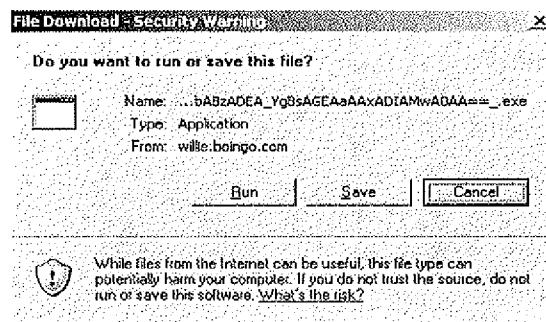 File Download - Security Warning
Do you want to run or save this file?
Name: ...bABzADEA_YgBsAGEAaAAxADIAMwA0AA==_.exe
Type: Application
From: willie.boingo.com
Run Save Cancel
While files from the Internet can be useful, this file type can
potentially harm your computer. If you do not trust the source, do not
run or save this software. What's the risk?